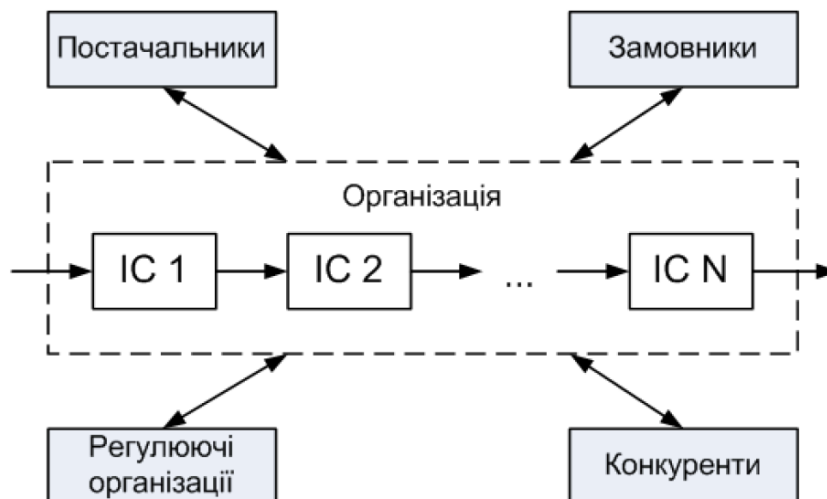 Постачальники
Замовники
Організація
ІС 1
ІС 2
...
ІС N
Регулюючі
організації
Конкуренти